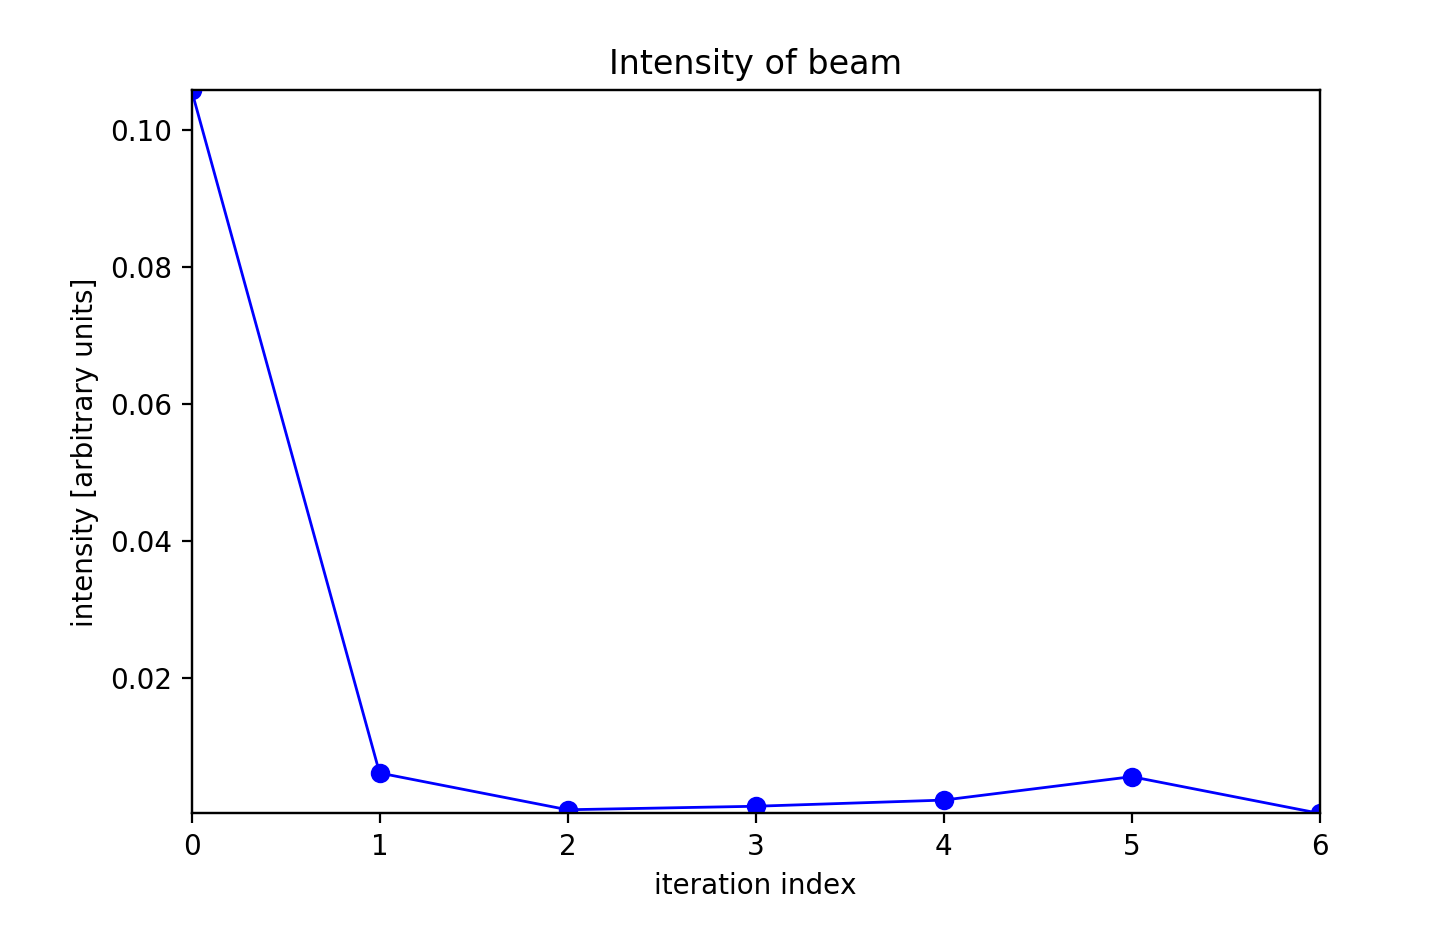 Intensity of beam
0.10
0.08
0.06
0.04
0.02
intensity [arbitrary units]
0 1 2 3 4 5 6
iteration index